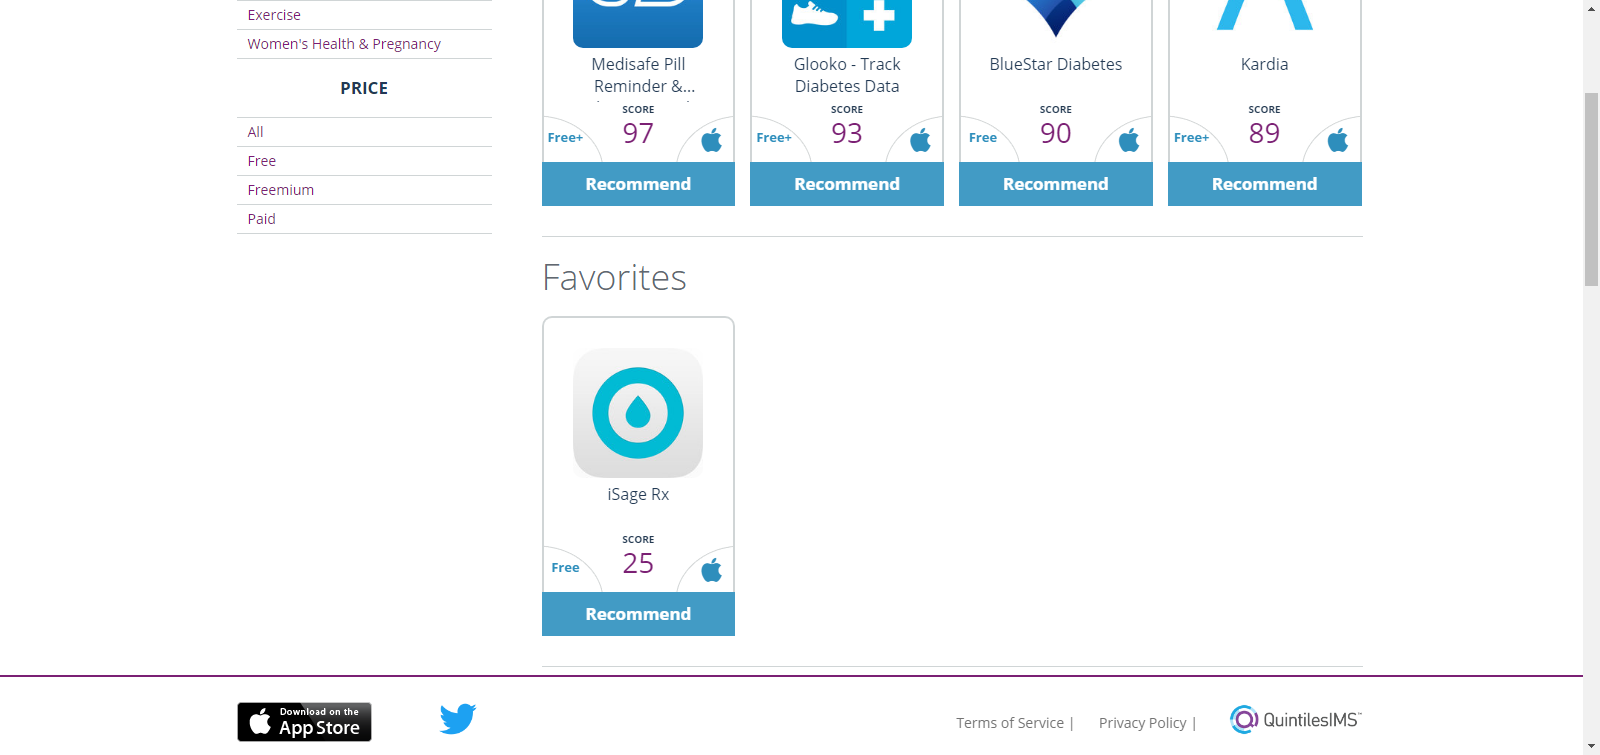 Exercise
Women's Health & Pregnancy
PRICE
All
Free
Freemium
Paid
Medisafe Pill
Reminder &...
SCORE
Free+
97
Recommend
Glooko - Track
Diabetes Data
SCORE
Free+
93
Recommend
BlueStar Diabetes
SCORE
Free
90
Recommend
Kardia
SCORE
Free+
89
Recommend
Favorites
iSage Rx
SCORE
Free
25
Recommend
Download on the
App Store
Terms of Service |
Privacy Policy |
QuintilesIMS™